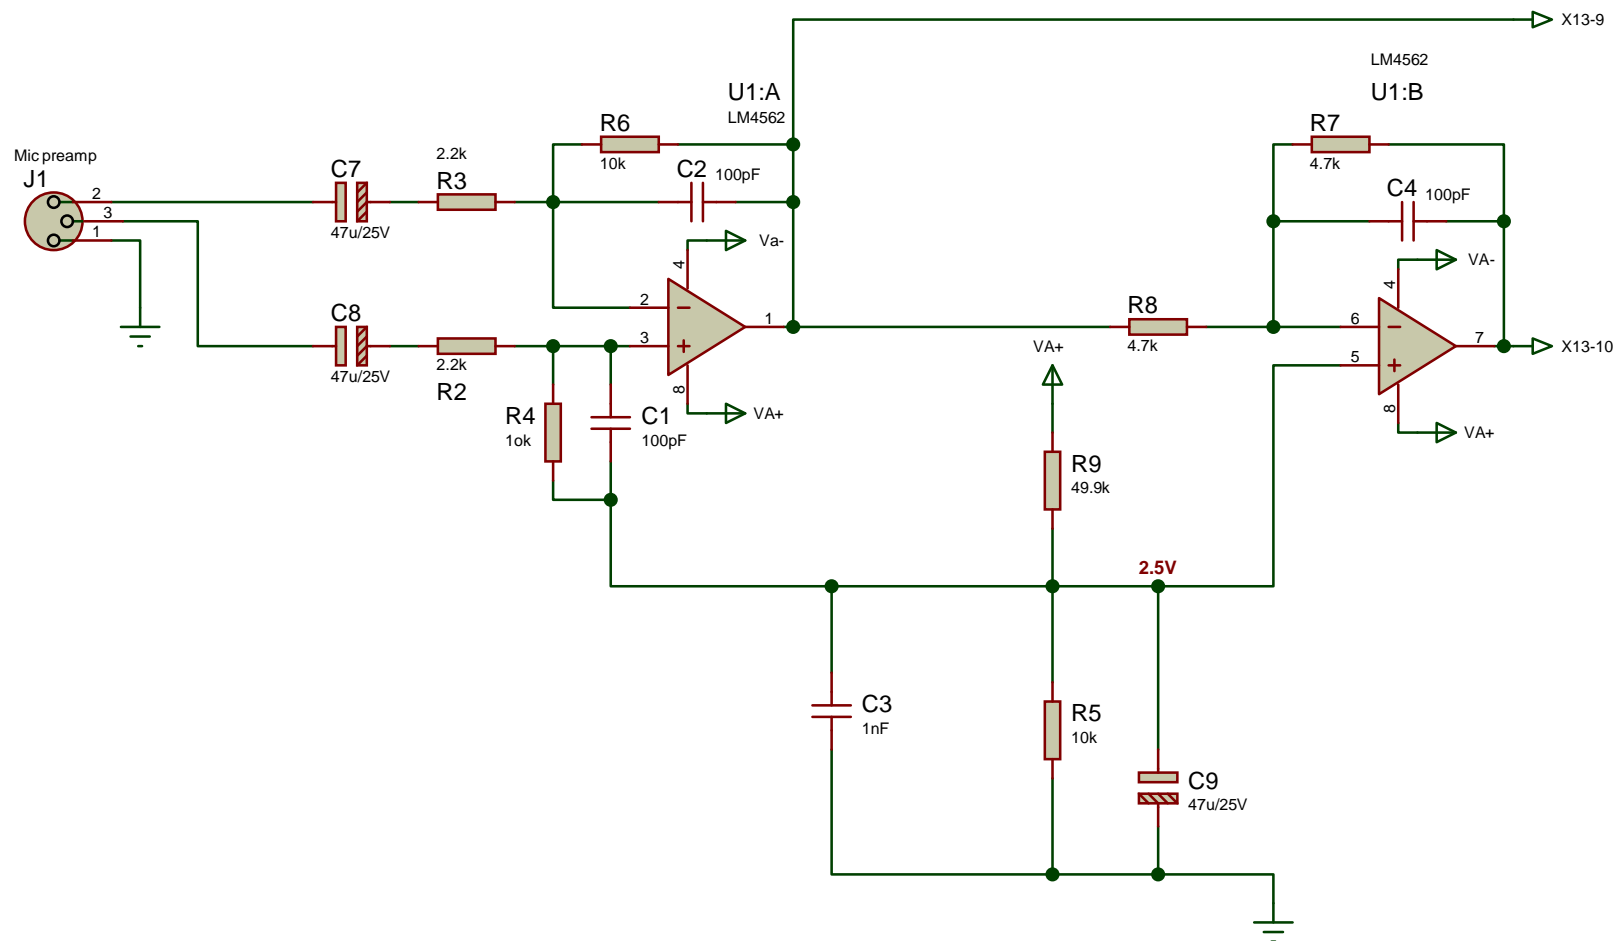 X13-9
LM4562
U1:B
U1:A
LM4562
R6
10k
R7
4.7k
Mic preamp
J1
2
3
1
C7
47u/25V
2.2k
R3
C2 100pF
C4 100pF
4
Va-
4
VA-
C8
47u/25V
2.2k
R2
2
3
1
8
VA+
R8
4.7k
6
5
7
X13-10
8
VA+
R4
1ok
C1
100pF
VA+
R9
49.9k
2.5V
C3
1nF
R5
10k
C9
47u/25V